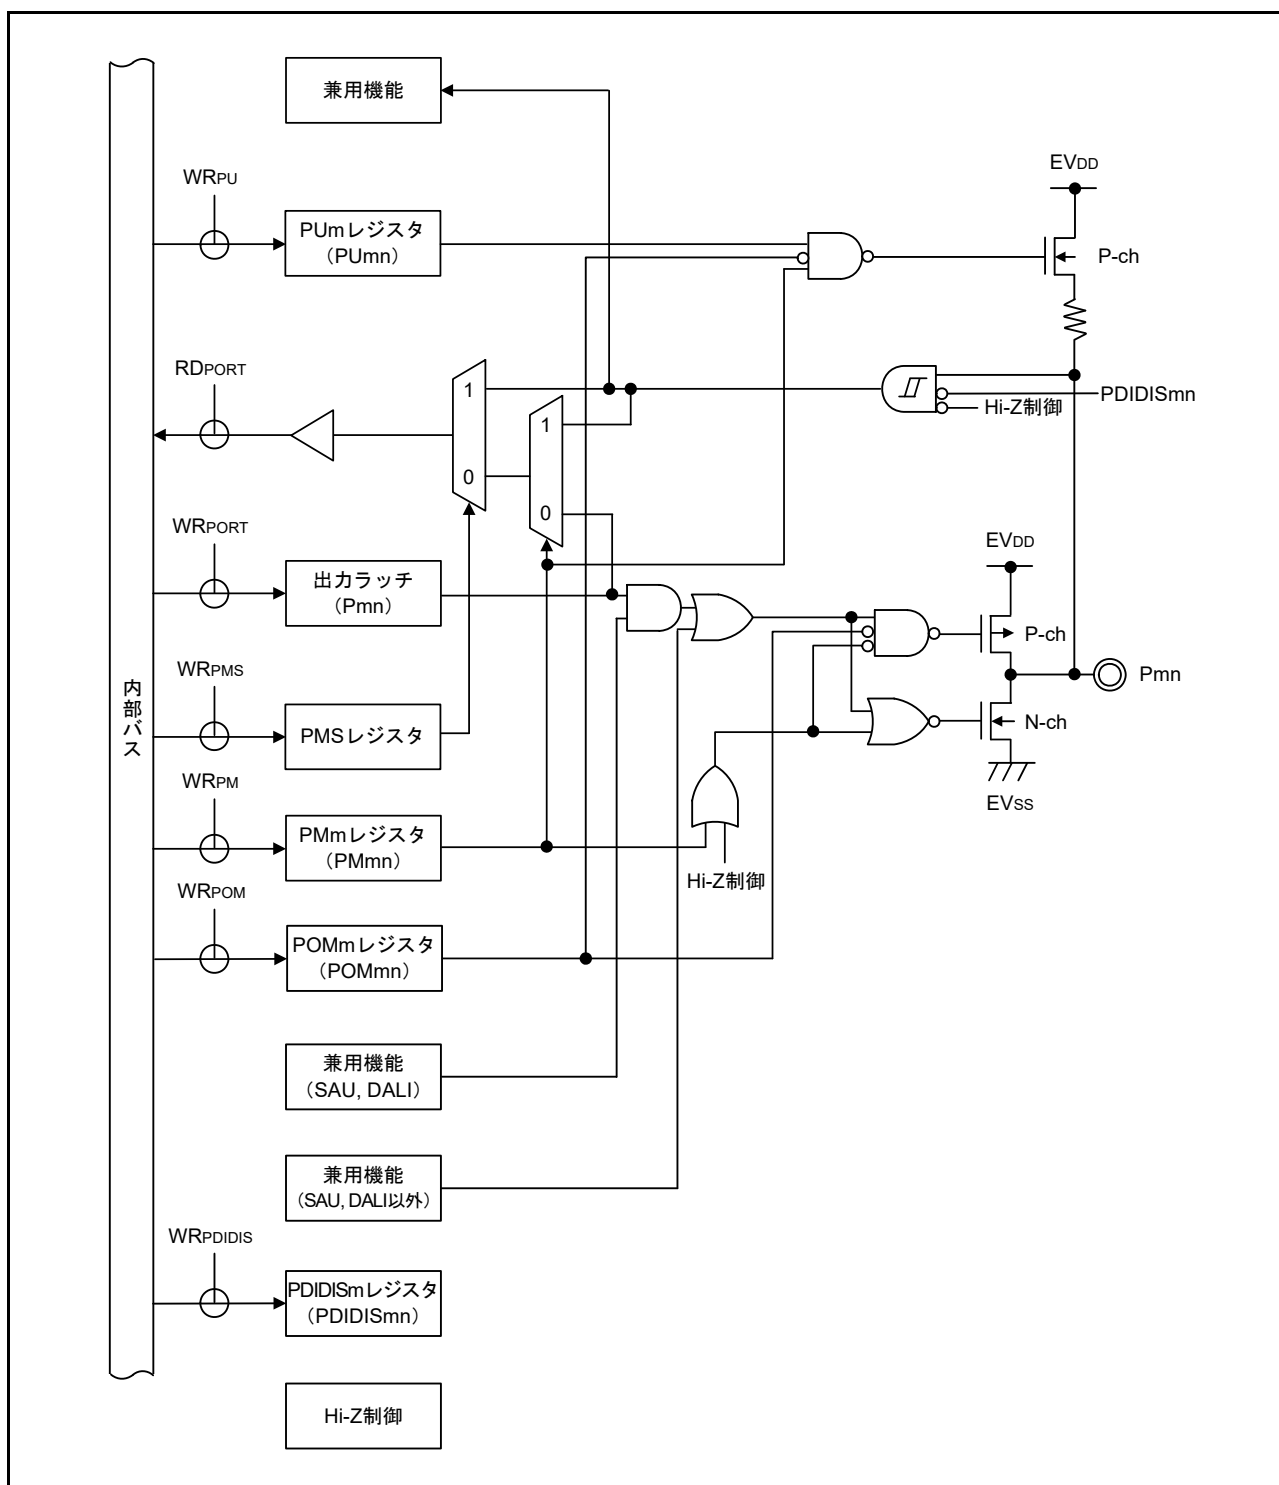 兼用機能
WRPU
EVDD
PUmレジスタ
（PUmn）
P-ch
RDPORT
1
PDIDISmn
Hi-Z制御
1
0
0
WRPORT
EVDD
出力ラッチ
（Pmn）
P-ch
WRPMS
Pmn
内部バス
PMSレジスタ
N-ch
WRPM
EVSS
PMmレジスタ
（PMmn）
Hi-Z制御
WRPOM
POMmレジスタ
（POMmn）
兼用機能
（SAU, DALI）
兼用機能
（SAU, DALI以外）
WRPDIDIS
PDIDISmレジスタ
（PDIDISmn）
Hi-Z制御